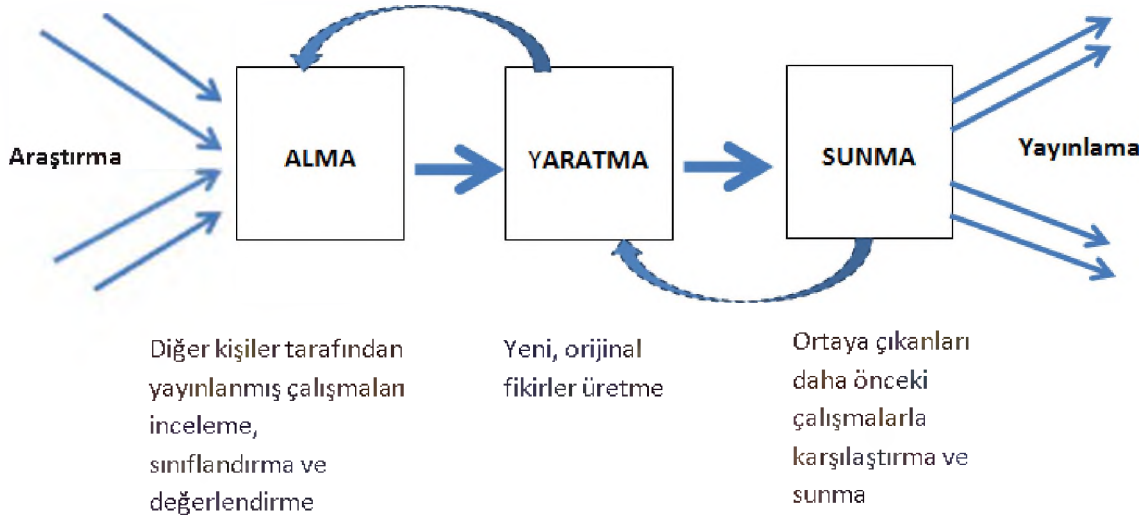 Araştırma
ALMA
YARATMA
SUNMA
Yayınlama
Diğer kişiler tarafından
yayınlanmış çalışmaları
inceleme,
sınıflandırma ve
değerlendirme
Yeni, orijinal
fikirler üretme
Ortaya çıkanları
daha önceki
çalışmalarla
karşılaştırma ve
sunma